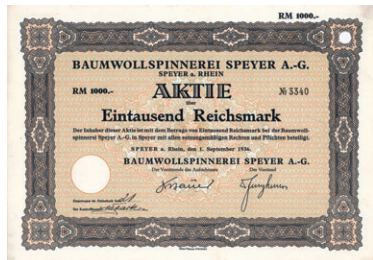 RM 1000.-
BAUMWOLLSPINNEREI SPEYER A.-G.
SPEYER a. RHEIN
RM 1000.- AKTIE № 3340
über
Eintausend Reichsmark
Der Inhaber dieser Aktie ist mit dem Betrage von Eintausend Reichsmark bei der Baumwoll-
spinnerei Speyer A.-G. in Speyer mit allen satzungsmäßigen Rechten und Pflichten beteiligt.
SPEYER a. Rhein, den 1. September 1936.
BAUMWOLLSPINNEREI SPEYER A.-G.
Der Vorsitzende des Aufsichtsrats Der Vorstand